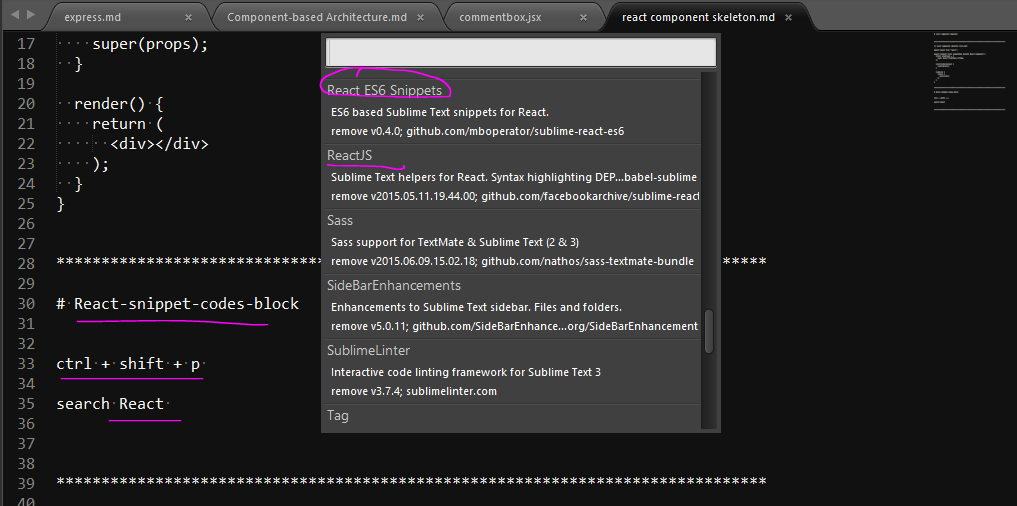 express.md ×
Component-based Architecture.md ×
commentbox.jsx ×
react component skeleton.md ×
17 super(props);
18 }
19
20 render() {
21 return (
22 <div></div>
23 );
24 }
25 }
26
27
28 *******************************************************************************
29
30 # React-snippet-codes-block
31
32
33 ctrl + shift + p
34
35 search React
36
37
38
39 *******************************************************************************
40
React ES6 Snippets
ES6 based Sublime Text snippets for React.
remove v0.4.0; github.com/mboperator/sublime-react-es6
ReactJS
Sublime Text helpers for React. Syntax highlighting DEP...babel-sublime
remove v2015.05.11.19.44.00; github.com/facebookarchive/sublime-react
Sass
Sass support for TextMate & Sublime Text (2 & 3)
remove v2015.06.09.15.02.18; github.com/nathos/sass-textmate-bundle
SideBarEnhancements
Enhancements to Sublime Text sidebar. Files and folders.
remove v5.0.11; github.com/SideBarEnhance...org/SideBarEnhancement
SublimeLinter
Interactive code linting framework for Sublime Text 3
remove v3.7.4; sublimelinter.com
Tag